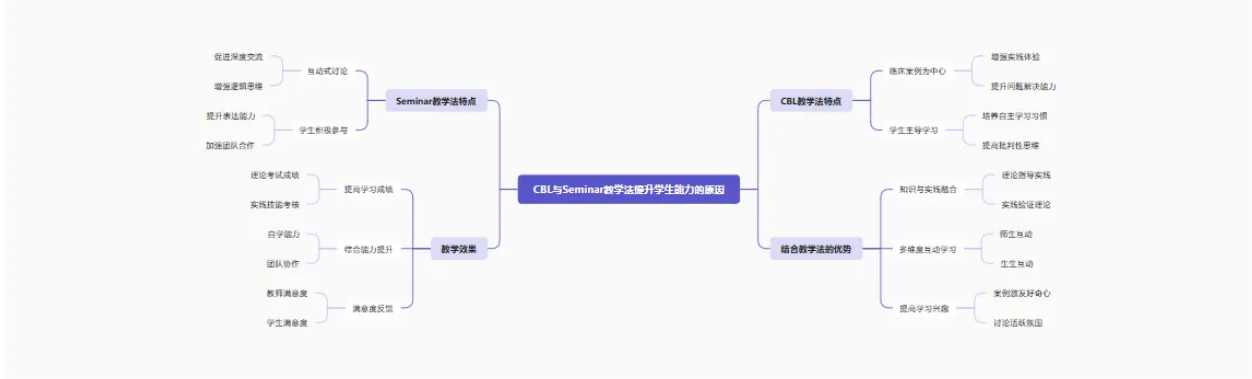 CBL与Seminar教学法提升学生能力的原因
CBL教学法特点
临床案例为中心
增强实践体验
提升问题解决能力
学生主导学习
培养自主学习习惯
提高批判性思维
结合教学法的优势
知识与实践融合
理论指导实践
实践验证理论
多维度互动学习
师生互动
生生互动
提高学习兴趣
案例激发好奇心
讨论活跃氛围
Seminar教学法特点
互动式讨论
促进深度交流
增强逻辑思维
学生积极参与
提升表达能力
加强团队合作
教学效果
提高学习成绩
理论考试成绩
实践技能考核
综合能力提升
自学能力
团队协作
满意度反馈
教师满意度
学生满意度